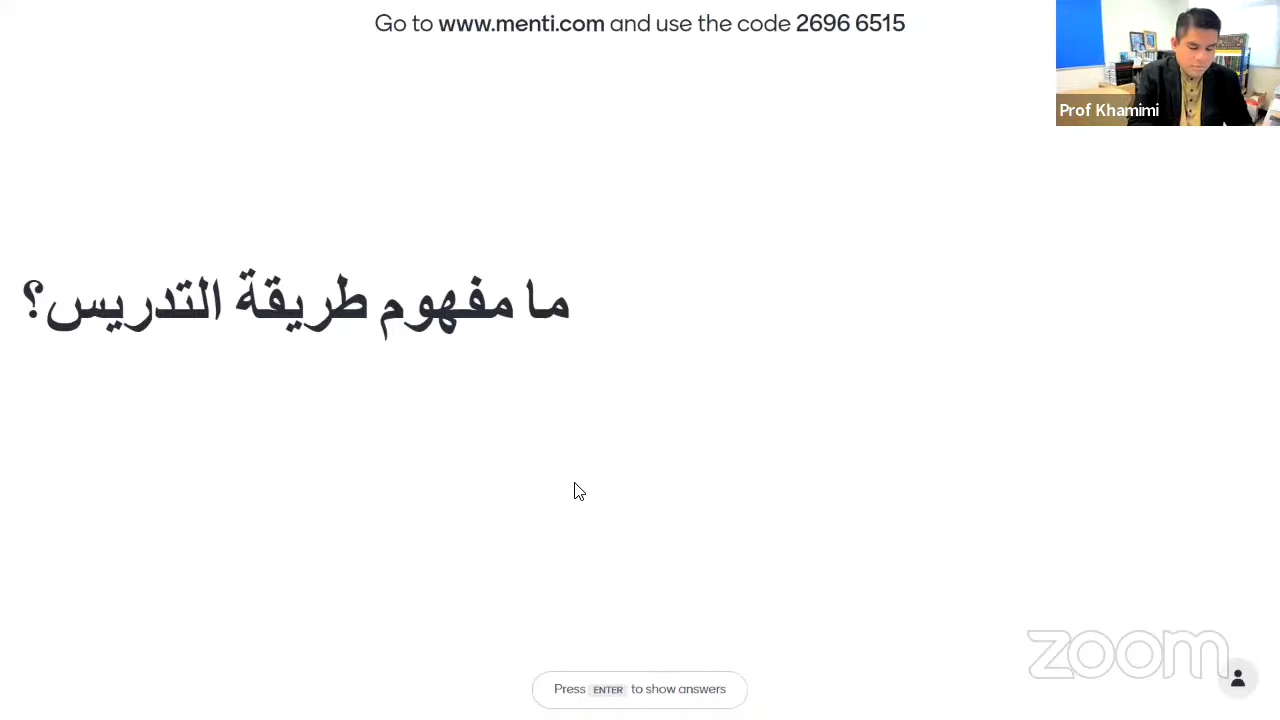 Go to www.menti.com and use the code 2696 6515
Prof Khamimi
ما مفهوم طريقة التدريس؟
zoom
Press ENTER to show answers